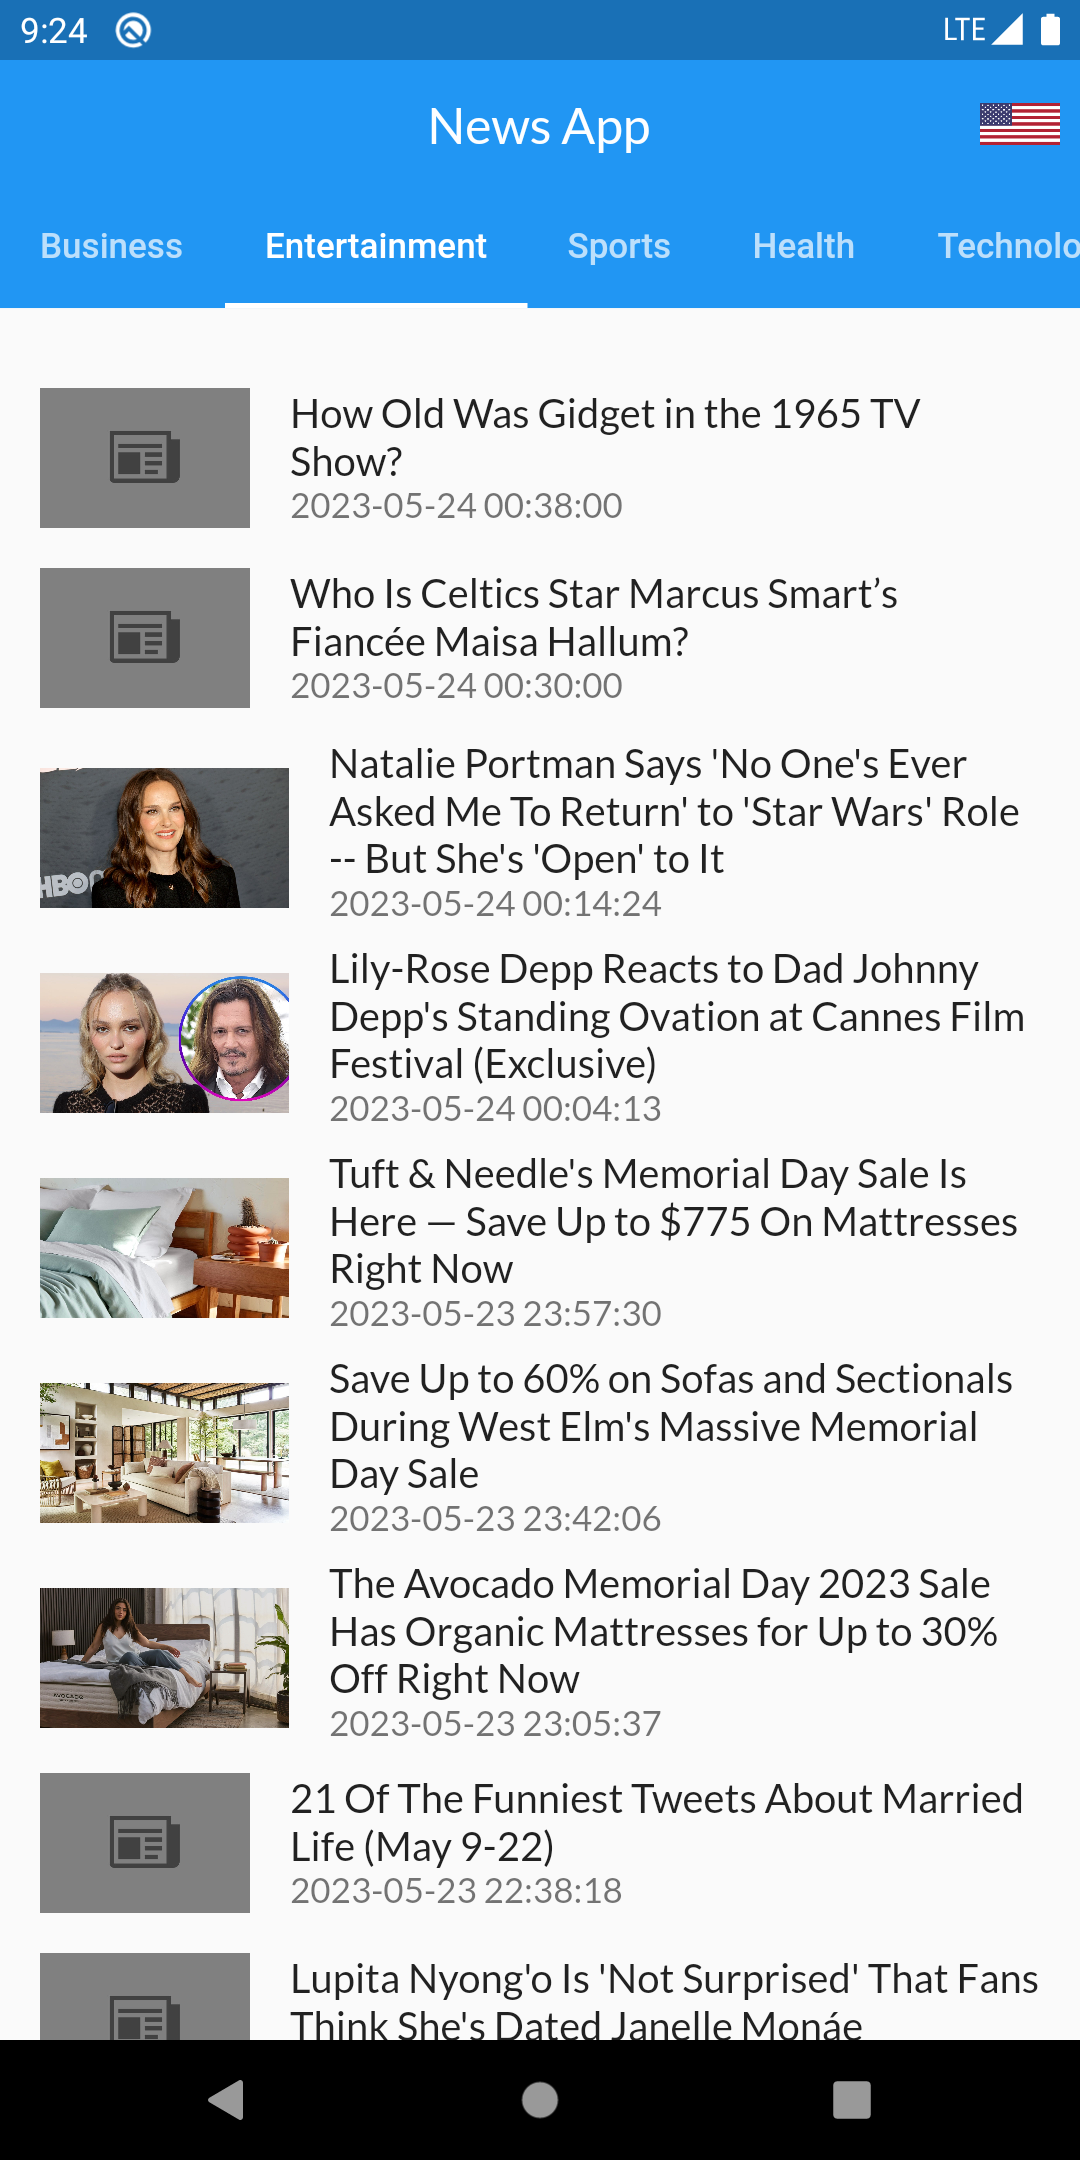 9:24
LTE
News App
Business
Entertainment
Sports
Health
Technolo
How Old Was Gidget in the 1965 TV
Show?
2023-05-24 00:38:00
Who Is Celtics Star Marcus Smart’s
Fiancée Maisa Hallum?
2023-05-24 00:30:00
HBO
Natalie Portman Says 'No One's Ever
Asked Me To Return' to 'Star Wars' Role
-- But She's 'Open' to It
2023-05-24 00:14:24
Lily-Rose Depp Reacts to Dad Johnny
Depp's Standing Ovation at Cannes Film
Festival (Exclusive)
2023-05-24 00:04:13
Tuft & Needle's Memorial Day Sale Is
Here — Save Up to $775 On Mattresses
Right Now
2023-05-23 23:57:30
Save Up to 60% on Sofas and Sectionals
During West Elm's Massive Memorial
Day Sale
2023-05-23 23:42:06
AVOCADO
The Avocado Memorial Day 2023 Sale
Has Organic Mattresses for Up to 30%
Off Right Now
2023-05-23 23:05:37
21 Of The Funniest Tweets About Married
Life (May 9-22)
2023-05-23 22:38:18
Lupita Nyong'o Is 'Not Surprised' That Fans
Think She's Dated Janelle Monáe